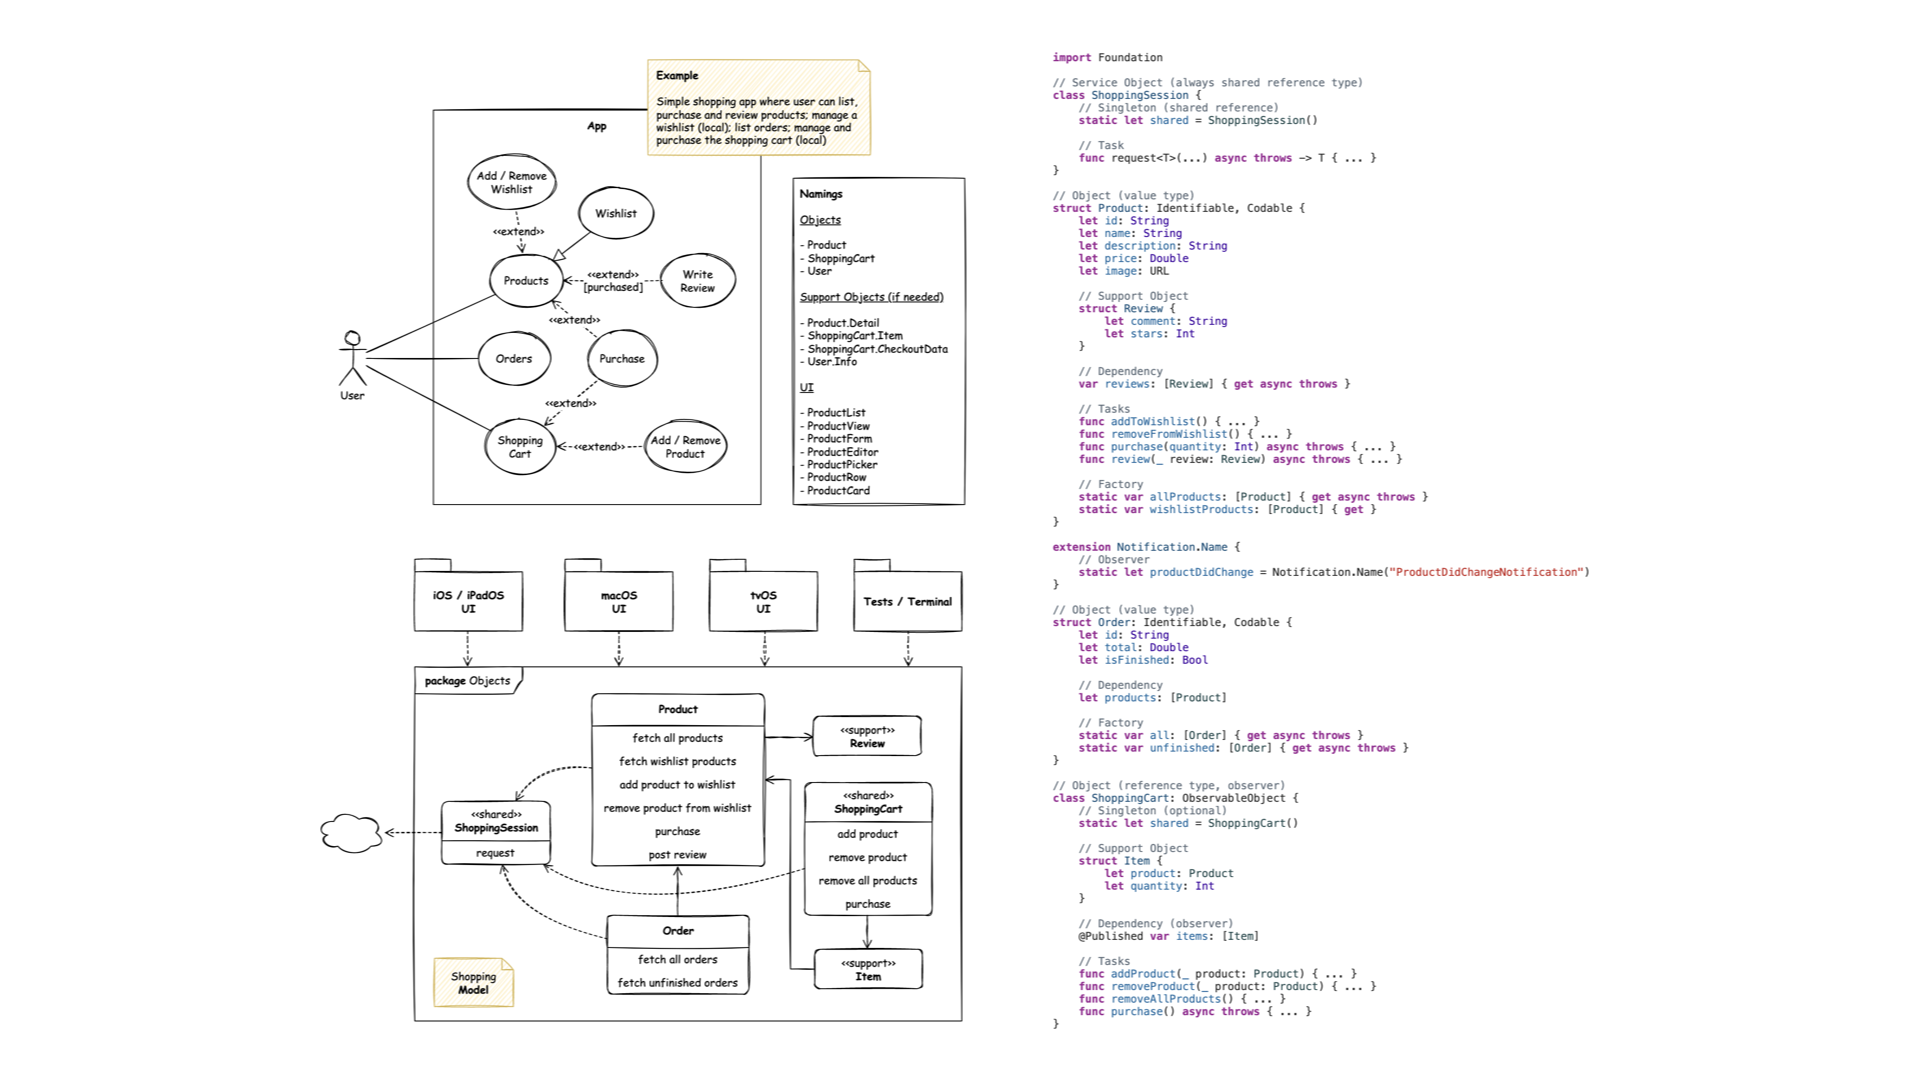 Example
Simple shopping app where user can list,
purchase and review products; manage a
wishlist (local); list orders; manage and
purchase the shopping cart (local)
App
Add / Remove
Wishlist
Wishlist
<<extend>>
Products
<<extend>>
[purchased]
Write
Review
<<extend>>
Orders
Purchase
User
<<extend>>
Shopping
Cart
<<extend>>
Add / Remove
Product
Namings
Objects
- Product
- ShoppingCart
- User
Support Objects (if needed)
- Product.Detail
- ShoppingCart.Item
- ShoppingCart.CheckoutData
- User.Info
UI
- ProductList
- ProductView
- ProductForm
- ProductEditor
- ProductPicker
- ProductRow
- ProductCard
iOS / iPadOS
UI
macOS
UI
tvOS
UI
Tests / Terminal
package Objects
Product
fetch all products
fetch wishlist products
add product to wishlist
remove product from wishlist
purchase
post review
<<support>>
Review
<<shared>>
ShoppingCart
add product
remove product
remove all products
purchase
<<shared>>
ShoppingSession
request
Order
fetch all orders
fetch unfinished orders
<<support>>
Item
Shopping
Model
import Foundation
// Service Object (always shared reference type)
class ShoppingSession {
    // Singleton (shared reference)
    static let shared = ShoppingSession()
    // Task
    func request<T>(...) async throws -> T { ... }
}
// Object (value type)
struct Product: Identifiable, Codable {
    let id: String
    let name: String
    let description: String
    let price: Double
    let image: URL
    // Support Object
    struct Review {
        let comment: String
        let stars: Int
    }
    // Dependency
    var reviews: [Review] { get async throws }
    // Tasks
    func addToWishlist() { ... }
    func removeFromWishlist() { ... }
    func purchase(quantity: Int) async throws { ... }
    func review(_ review: Review) async throws { ... }
    // Factory
    static var allProducts: [Product] { get async throws }
    static var wishlistProducts: [Product] { get }
}
extension Notification.Name {
    // Observer
    static let productDidChange = Notification.Name("ProductDidChangeNotification")
}
// Object (value type)
struct Order: Identifiable, Codable {
    let id: String
    let total: Double
    let isFinished: Bool
    // Dependency
    let products: [Product]
    // Factory
    static var all: [Order] { get async throws }
    static var unfinished: [Order] { get async throws }
}
// Object (reference type, observer)
class ShoppingCart: ObservableObject {
    // Singleton (optional)
    static let shared = ShoppingCart()
    // Support Object
    struct Item {
        let product: Product
        let quantity: Int
    }
    // Dependency (observer)
    @Published var items: [Item]
    // Tasks
    func addProduct(_ product: Product) { ... }
    func removeProduct(_ product: Product) { ... }
    func removeAllProducts() { ... }
    func purchase() async throws { ... }
}